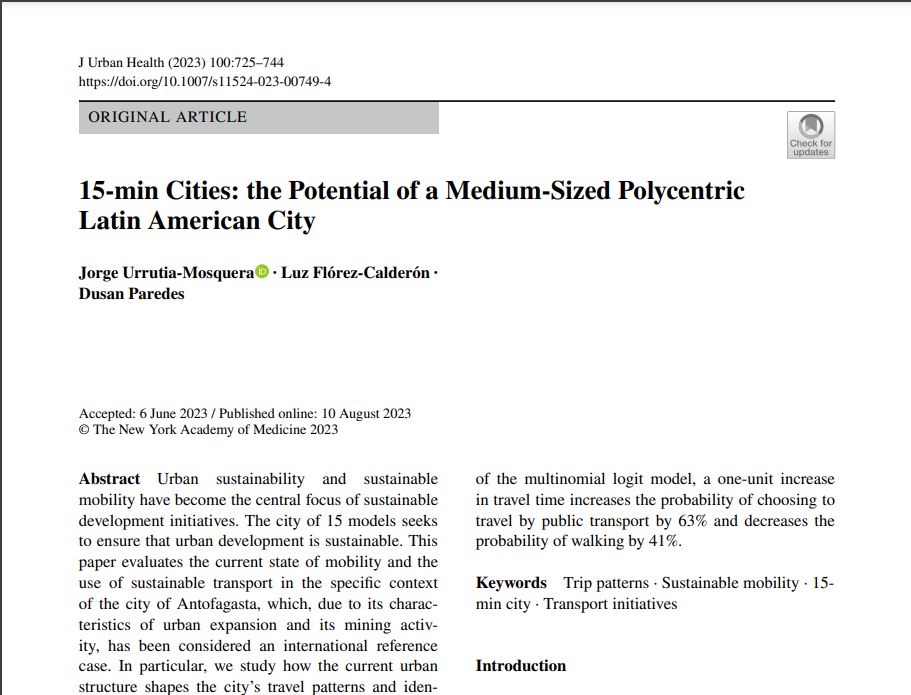 J Urban Health (2023) 100:725–744
https://doi.org/10.1007/s11524-023-00749-4
ORIGINAL ARTICLE
Check for
updates
15-min Cities: the Potential of a Medium-Sized Polycentric
Latin American City
Jorge Urrutia-Mosquera iD · Luz Flórez-Calderón ·
Dusan Paredes
Accepted: 6 June 2023 / Published online: 10 August 2023
© The New York Academy of Medicine 2023
Abstract Urban sustainability and sustainable
mobility have become the central focus of sustainable
development initiatives. The city of 15 models seeks
to ensure that urban development is sustainable. This
paper evaluates the current state of mobility and the
use of sustainable transport in the specific context
of the city of Antofagasta, which, due to its charac-
teristics of urban expansion and its mining activ-
ity, has been considered an international reference
case. In particular, we study how the current urban
structure shapes the city's travel patterns and iden-
of the multinomial logit model, a one-unit increase
in travel time increases the probability of choosing to
travel by public transport by 63% and decreases the
probability of walking by 41%.
Keywords Trip patterns · Sustainable mobility · 15-
min city · Transport initiatives
Introduction